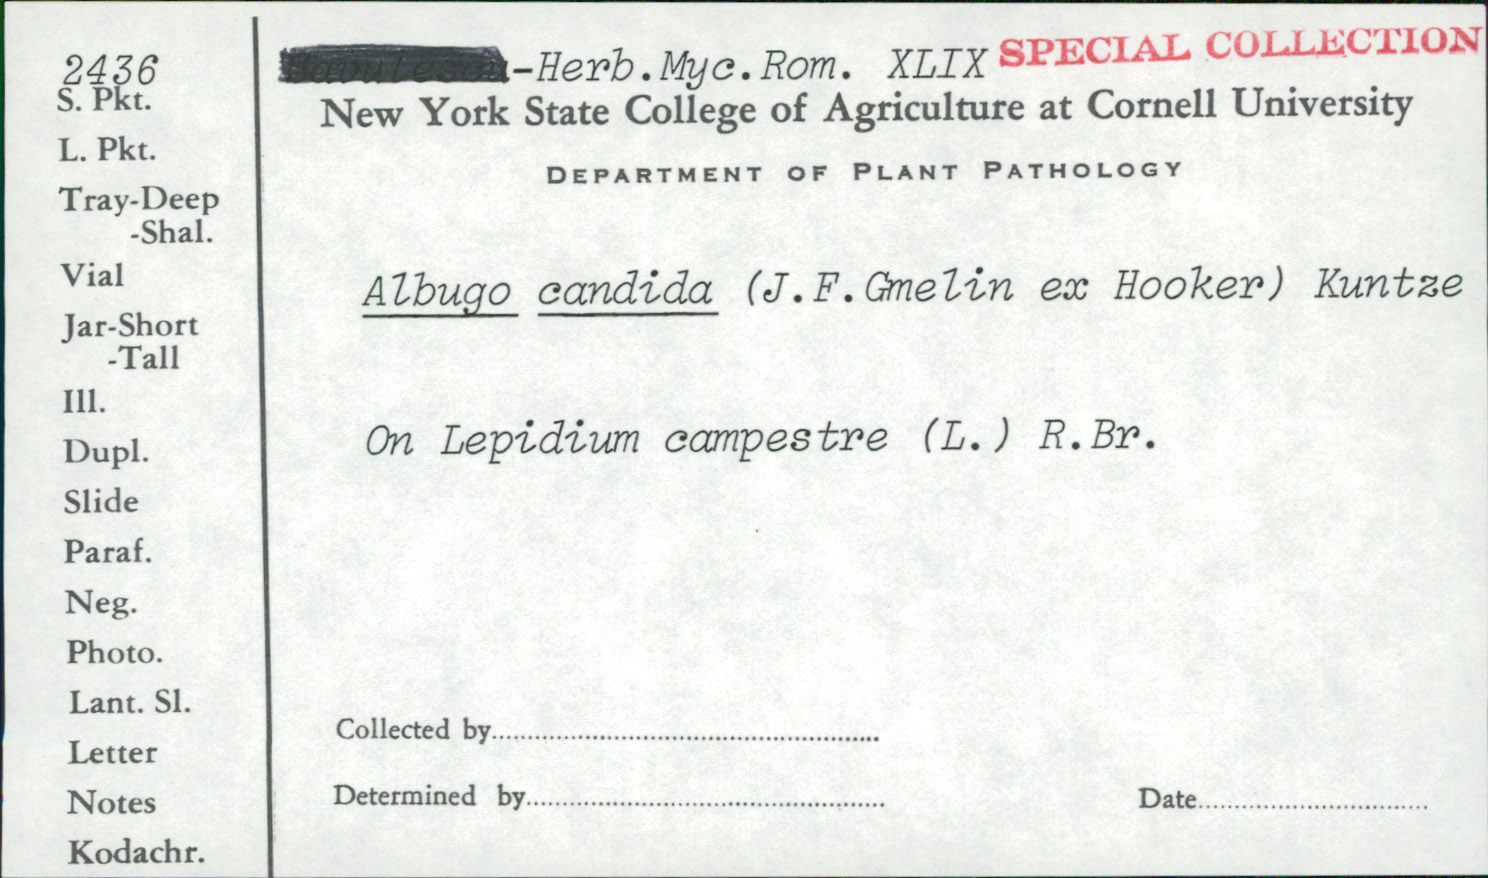 2436
S. Pkt.
L. Pkt.
Tray-Deep
-Shal.
Vial
Jar-Short
-Tall
Ill.
Dupl.
Slide
Paraf.
Neg.
Photo.
Lant. Sl.
Letter
Notes
Kodachr.
-Herb.Myc.Rom. XLIX SPECIAL COLLECTION
New York State College of Agriculture at Cornell University
DEPARTMENT OF PLANT PATHOLOGY
Albugo candida (J.F.Gmelin ex Hooker) Kuntze
On Lepidium campestre (L.) R.Br.
Collected by
Determined by
Date